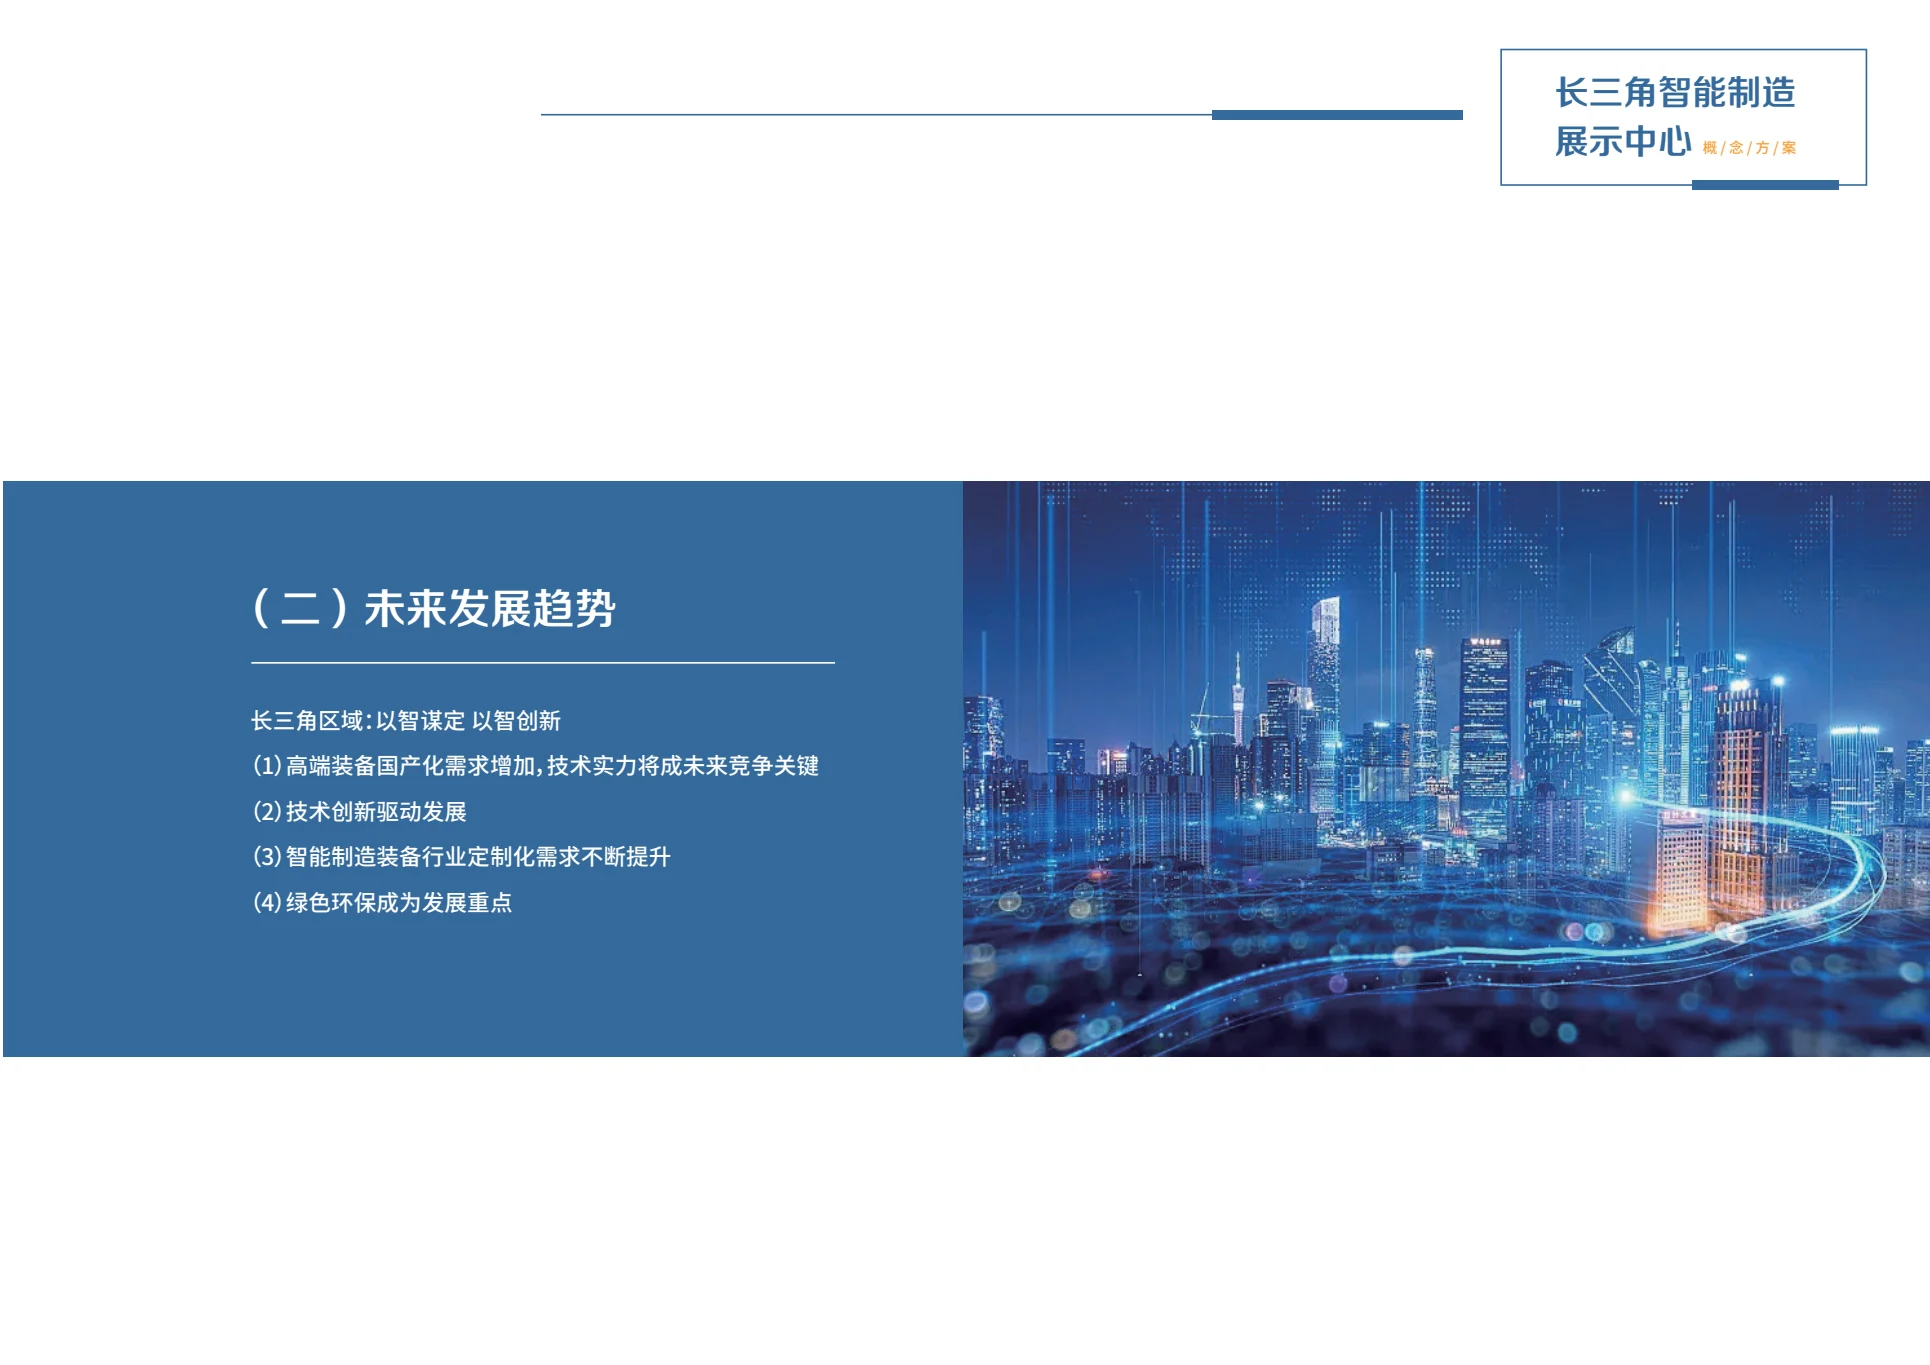 长三角智能制造
展示中心 概/念/方/案
（二）未来发展趋势
长三角区域：以智谋定 以智创新
（1）高端装备国产化需求增加，技术实力将成未来竞争关键
（2）技术创新驱动发展
（3）智能制造装备行业定制化需求不断提升
（4）绿色环保成为发展重点